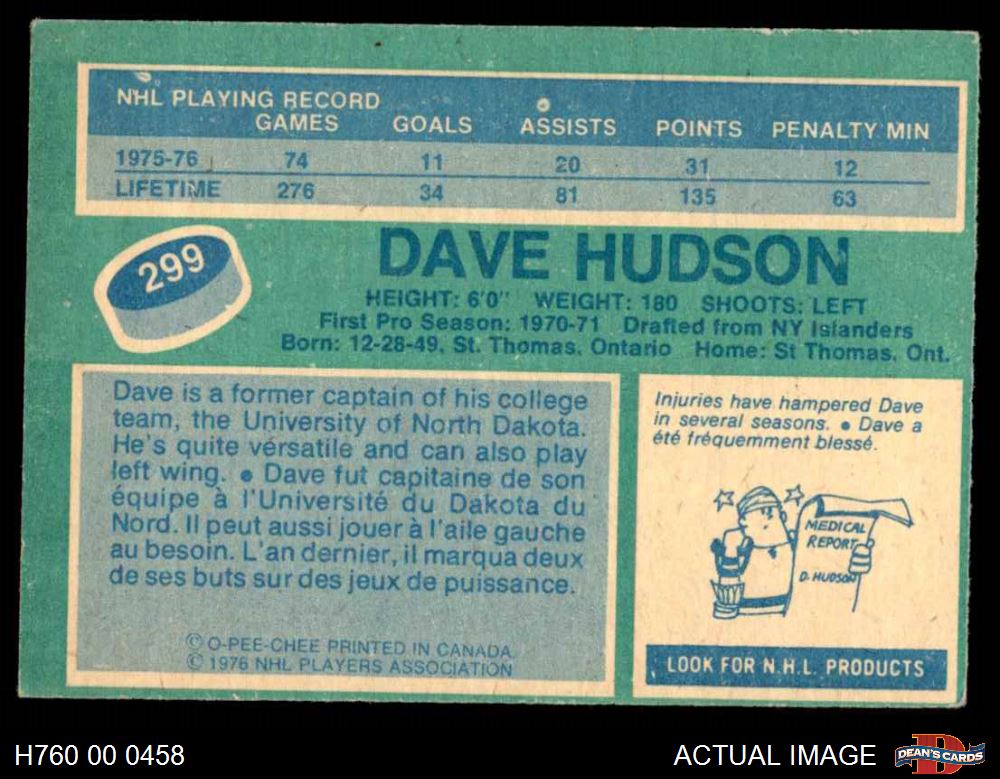 NHL PLAYING RECORD
GAMES GOALS ASSISTS POINTS PENALTY MIN
1975-76 74 11 20 31 12
LIFETIME 276 34 81 135 63
299
DAVE HUDSON
HEIGHT: 6'0" WEIGHT: 180 SHOOTS: LEFT
First Pro Season: 1970-71 Drafted from NY Islanders
Born: 12-28-49, St. Thomas, Ontario Home: St Thomas, Ont.
Dave is a former captain of his college
team, the University of North Dakota.
He's quite versatile and can also play
left wing. • Dave fut capitaine de son
équipe à l'Université du Dakota du
Nord. Il peut aussi jouer à l'aile gauche
au besoin. L'an dernier, il marqua deux
de ses buts sur des jeux de puissance.
© O-PEE-CHEE PRINTED IN CANADA
© 1976 NHL PLAYERS ASSOCIATION
Injuries have hampered Dave
in several seasons. • Dave a
été fréquemment blessé.
MEDICAL
REPORT
D. HUDSON
LOOK FOR N.H.L. PRODUCTS
H760 00 0458
ACTUAL IMAGE
DEAN'S CARDS